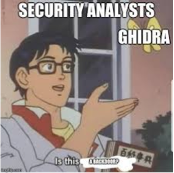 SECURITY ANALYSTS
GHIDRA
Is this
A BACKDOOR?